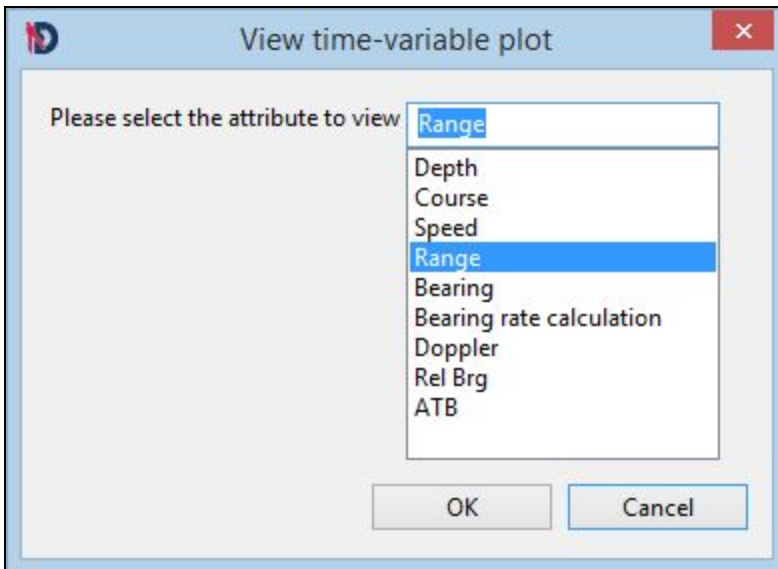 View time-variable plot
Please select the attribute to view Range
Depth
Course
Speed
Range
Bearing
Bearing rate calculation
Doppler
Rel Brg
ATB
OK Cancel